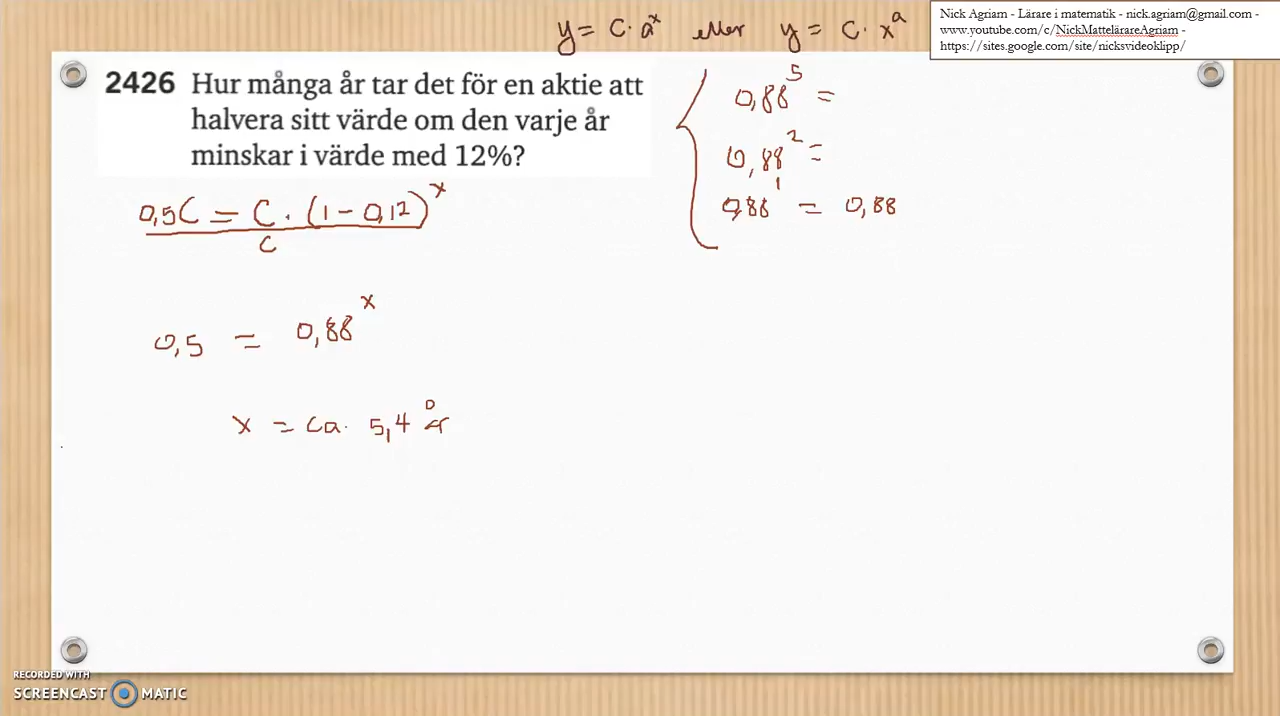 y = C · a^x eller y = C · x^a
Nick Agriam - Lärare i matematik - nick.agriam@gmail.com -
www.youtube.com/c/NickMattelärareAgriam -
https://sites.google.com/site/nicksvideoklipp/
2426 Hur många år tar det för en aktie att
halvera sitt värde om den varje år
minskar i värde med 12%?
0,88^5 =
0,88^2 =
0,88^1 = 0,88
0,5C = C · (1 - 0,12)^x
C
0,5 = 0,88^x
x = ca. 5,4 år
RECORDED WITH
SCREENCAST MATIC